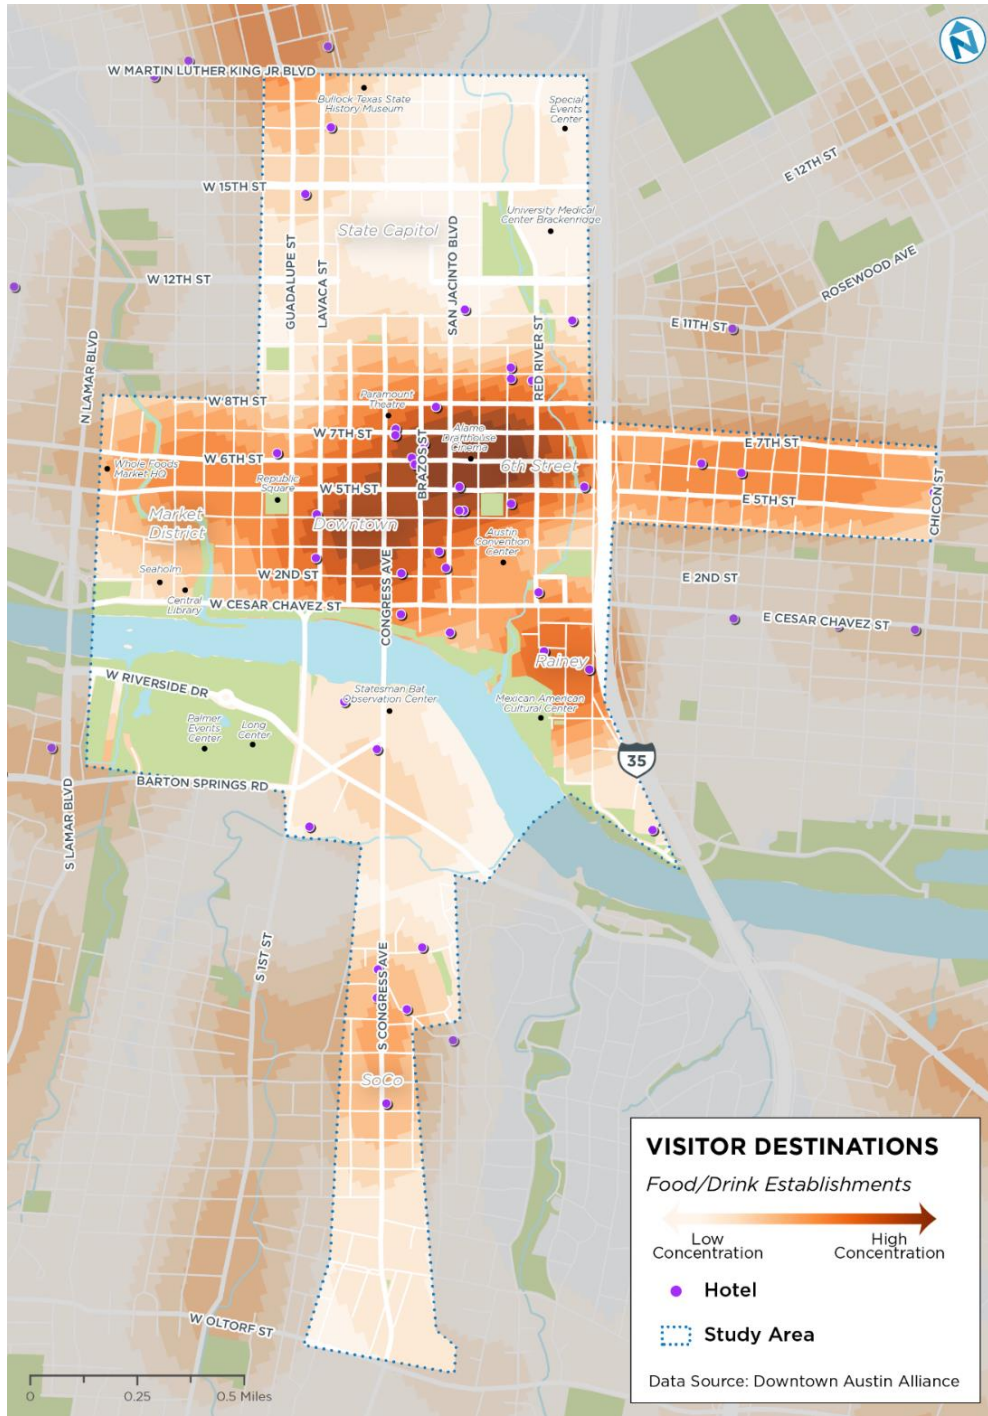 W MARTIN LUTHER KING JR BLVD
Bullock Texas State
History Museum
Special
Events
Center
E 12TH ST
W 15TH ST
University Medical
Center Brackenridge
State Capitol
GUADALUPE ST
LAVACA ST
SAN JACINTO BLVD
ROSEWOOD AVE
W 12TH ST
N LAMAR BLVD
RED RIVER ST
E 11TH ST
W 8TH ST
Paramount
Theatre
W 7TH ST
BRAZOS ST
Alamo
Drafthouse
Cinema
E 7TH ST
Whole Foods
Market HQ
W 6TH ST
6th Street
Republic
Square
W 5TH ST
E 5TH ST
CHICON ST
Market
District
Downtown
Austin
Convention
Center
Seaholm
W 2ND ST
E 2ND ST
Central
Library
W CESAR CHAVEZ ST
CONGRESS AVE
E CESAR CHAVEZ ST
Rainey
W RIVERSIDE DR
Statesman Bat
Observation Center
Mexican American
Cultural Center
Palmer
Events
Center
Long
Center
35
BARTON SPRINGS RD
S LAMAR BLVD
S 1ST ST
S CONGRESS AVE
SoCo
W OLTORF ST
0 0.25 0.5 Miles
VISITOR DESTINATIONS
Food/Drink Establishments
Low
Concentration
High
Concentration
Hotel
Study Area
Data Source: Downtown Austin Alliance
N